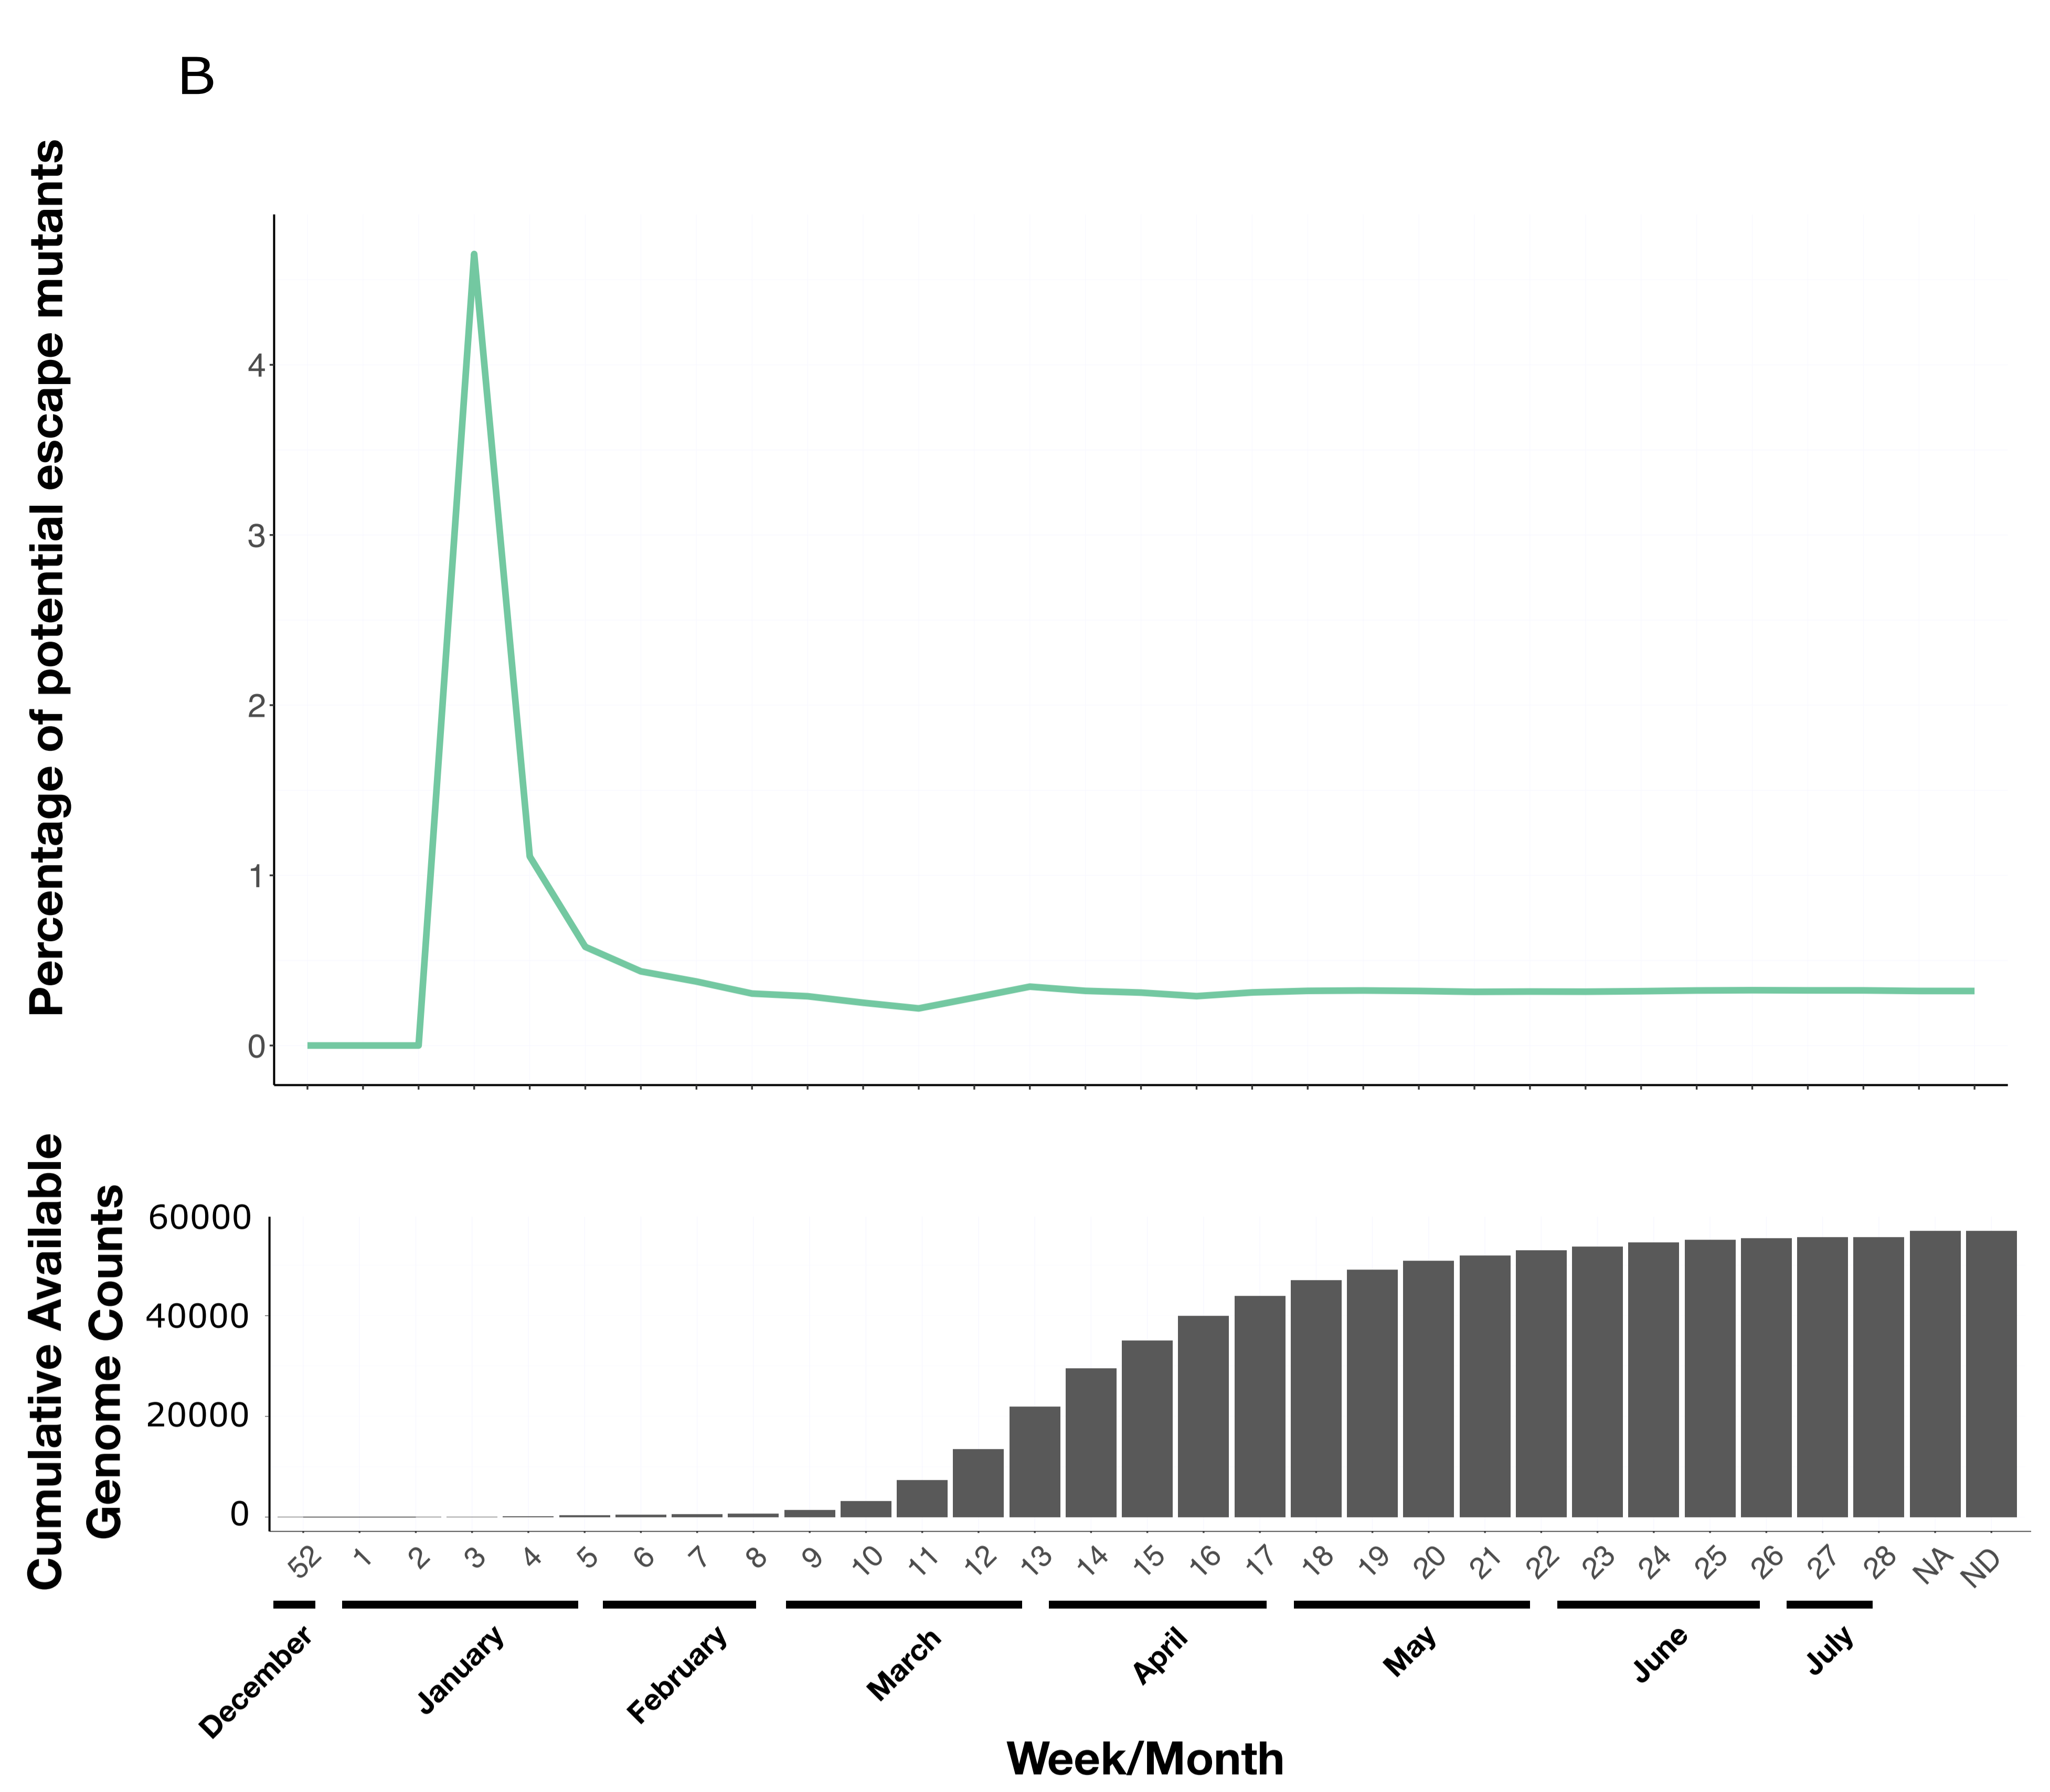 B
Percentage of potential escape mutants
4
3
2
1
0
Cumulative Available
Genome Counts
60000
40000
20000
0
52 1 2 3 4 5 6 7 8 9 10 11 12 13 14 15 16 17 18 19 20 21 22 23 24 25 26 27 28 NA ND
December January February March April May June July
Week/Month